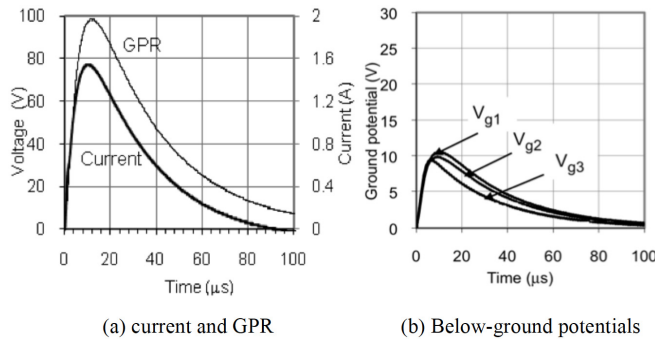 100
80
60
40
20
0
Voltage (V)
GPR
Current
2
1.6
1.2
0.8
0.4
0
Current (A)
0 20 40 60 80 100
Time (µs)
(a) current and GPR
30
25
20
15
10
5
0
Ground potential (V)
Vg1
Vg2
Vg3
0 20 40 60 80 100
Time (µs)
(b) Below-ground potentials